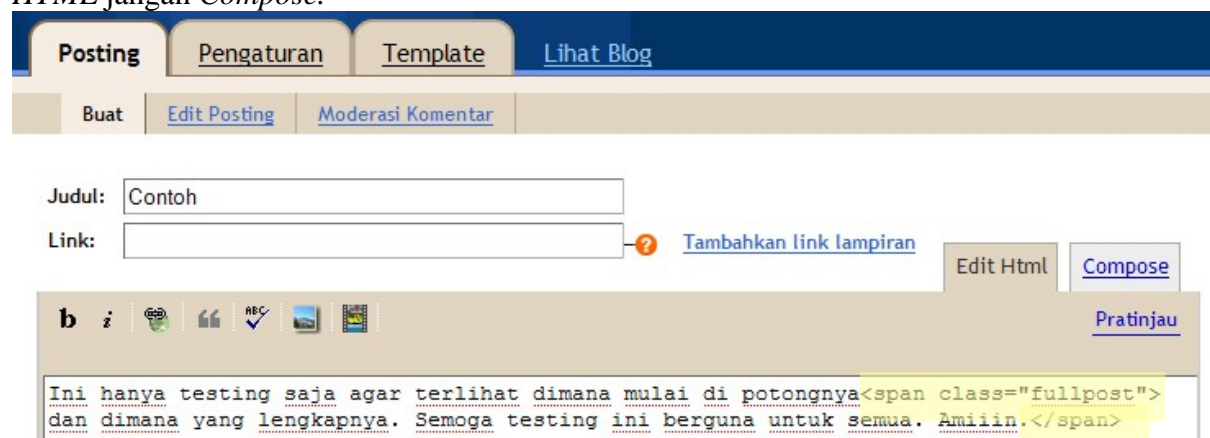 HTML jangan Compose.
Posting Pengaturan Template Lihat Blog
Buat Edit Posting Moderasi Komentar
Judul: Contoh
Link: ? Tambahkan link lampiran
Edit Html Compose
b i ABC Pratinjau
Ini hanya testing saja agar terlihat dimana mulai di potongnya<span class="fullpost">
dan dimana yang lengkapnya. Semoga testing ini berguna untuk semua. Amiiin.</span>